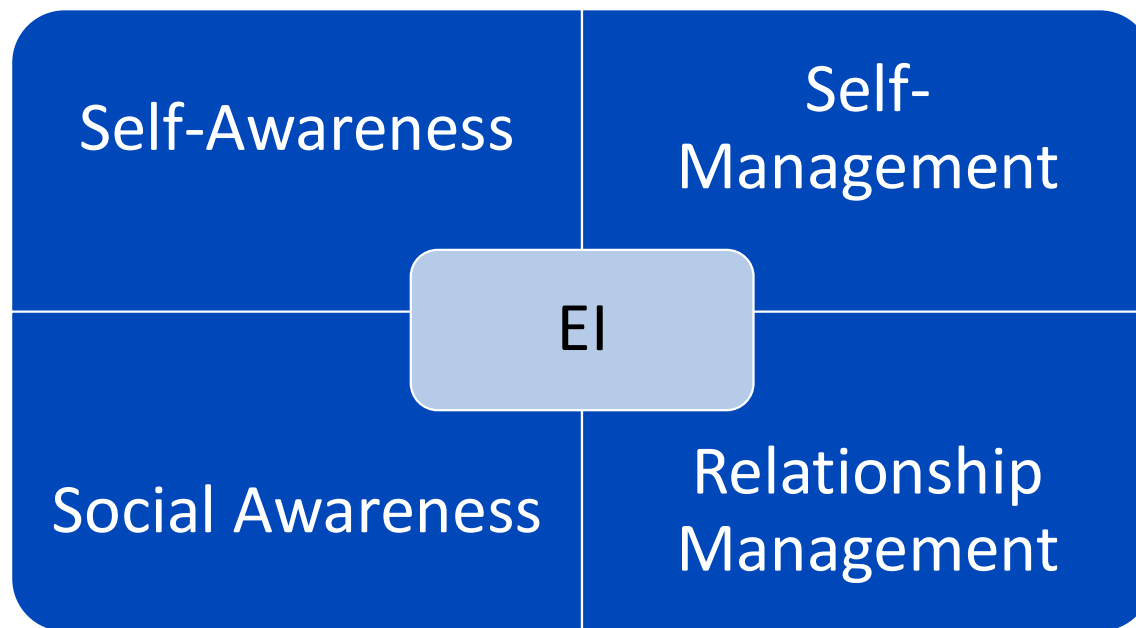 Self-Awareness
Self-
Management
EI
Social Awareness
Relationship
Management